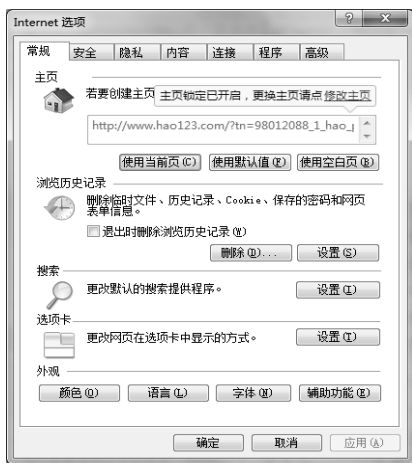 Internet 选项
常规 安全 隐私 内容 连接 程序 高级
主页
若要创建主页
主页锁定已开启，更换主页请点 修改主页
http://www.hao123.com/?tn=98012088_1_hao_
使用当前页(C) 使用默认值(F) 使用空白页(B)
浏览历史记录
删除临时文件、历史记录、Cookie、保存的密码和网页
表单信息。
退出时删除浏览历史记录(W)
删除(D)... 设置(S)
搜索
更改默认的搜索提供程序。 设置(I)
选项卡
更改网页在选项卡中显示的方式。 设置(T)
外观
颜色(O) 语言(L) 字体(N) 辅助功能(E)
确定 取消 应用(A)